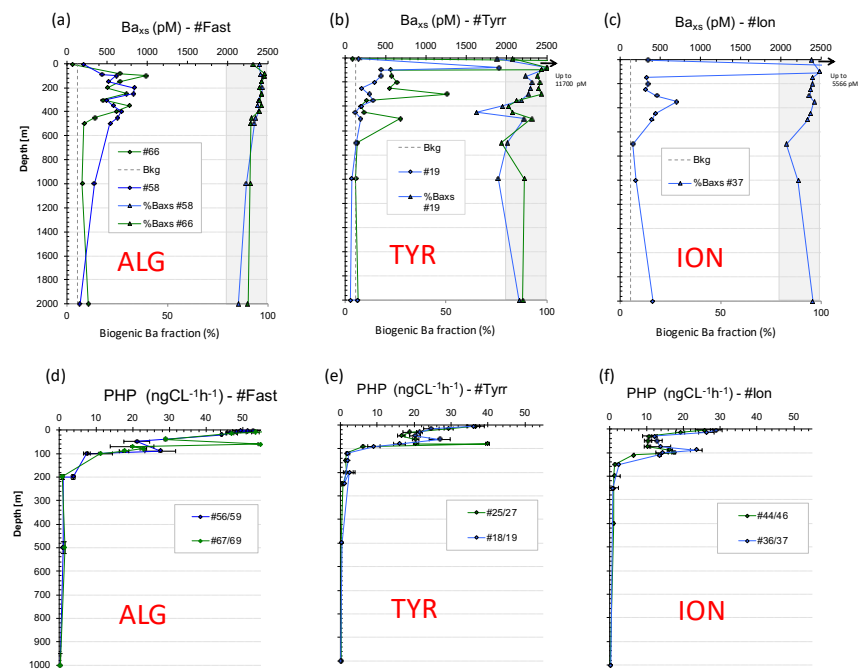 (a)
Ba_xs (pM) - #Fast
0 500 1000 1500 2000 2500
Depth [m]
0
200
400
600
800
1000
1200
1400
1600
1800
2000
#66
Bkg
#58
%Baxs #58
%Baxs #66
ALG
0 50 100
Biogenic Ba fraction (%)
(b)
Ba_xs (pM) - #Tyrr
0 500 1000 1500 2000 2500
Up to
11700 pM
Bkg
#19
%Baxs
#19
TYR
0 50 100
Biogenic Ba fraction (%)
(c)
Ba_xs (pM) - #Ion
0 500 1000 1500 2000 2500
Up to
5566 pM
Bkg
%Baxs #37
ION
0 50 100
Biogenic Ba fraction (%)
(d)
PHP (ngCL⁻¹h⁻¹) - #Fast
0 10 20 30 40 50
Depth [m]
0
100
200
300
400
500
600
700
800
900
1000
#56/59
#67/69
ALG
(e)
PHP (ngCL⁻¹h⁻¹) - #Tyrr
0 10 20 30 40 50
#25/27
#18/19
TYR
(f)
PHP (ngCL⁻¹h⁻¹) - #Ion
0 10 20 30 40 50
#44/46
#36/37
ION